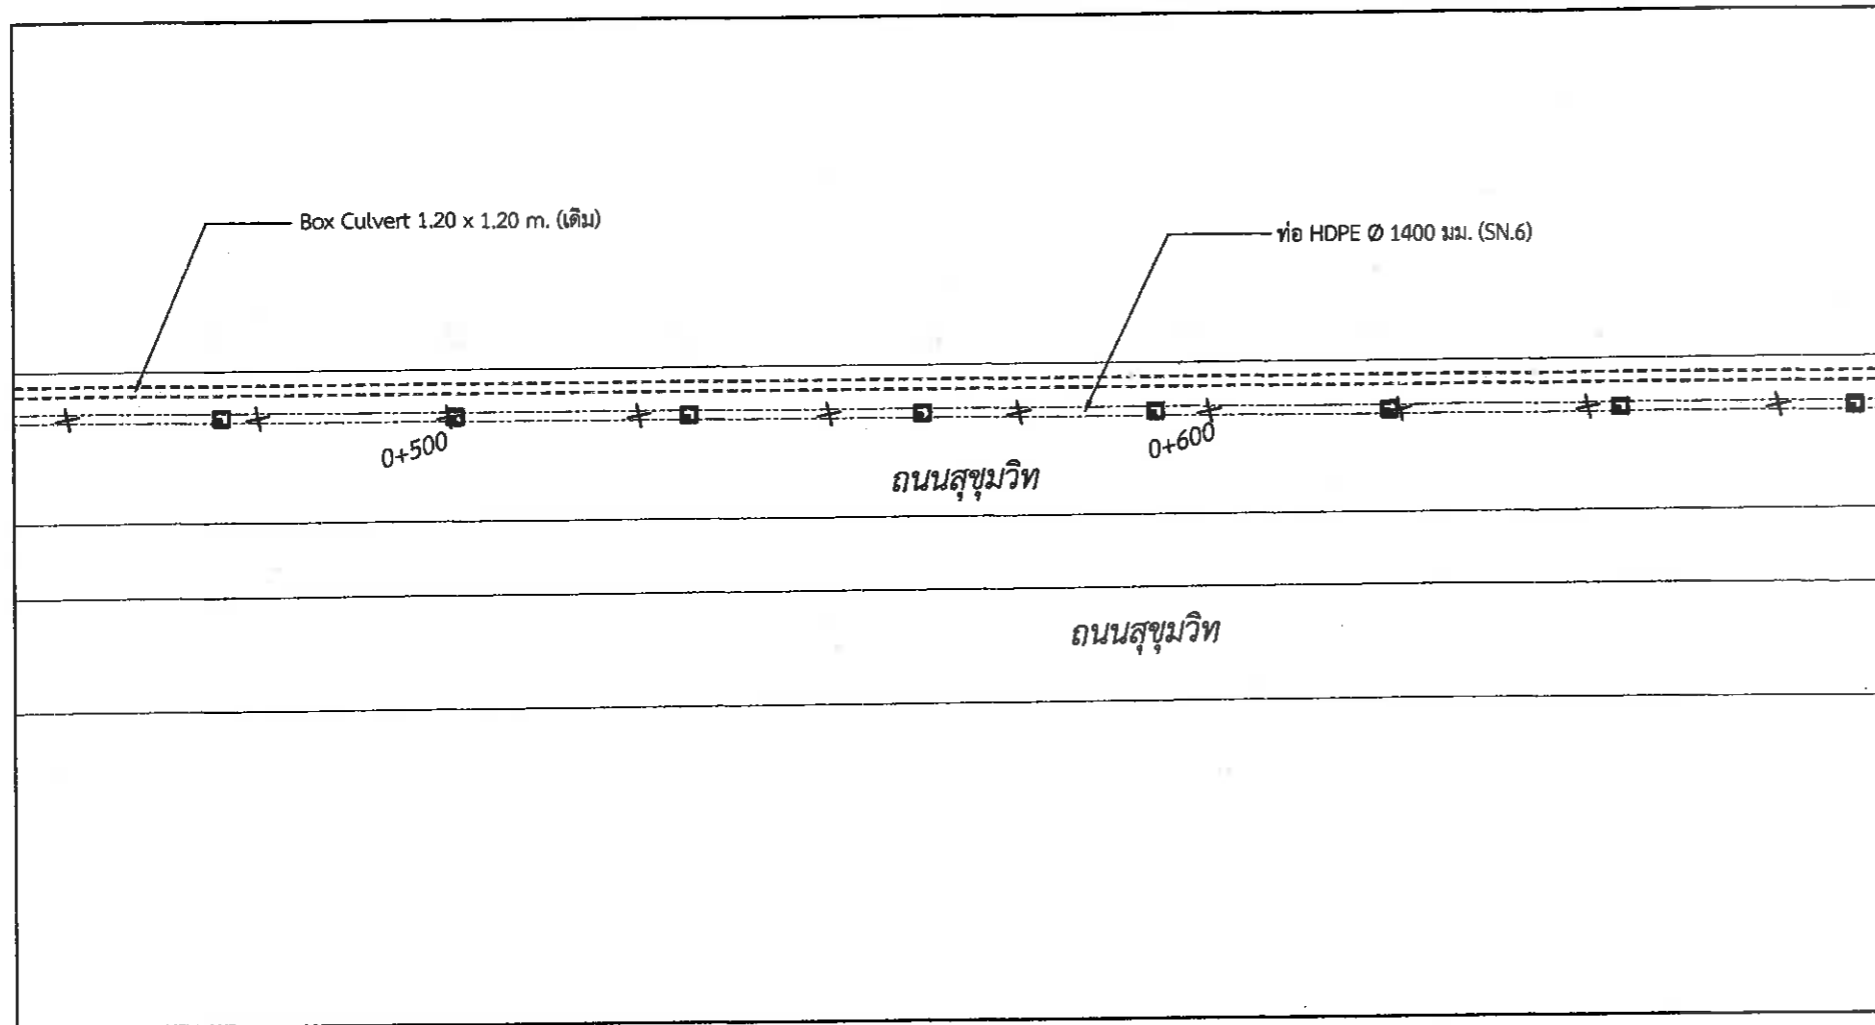 Box Culvert 1.20 x 1.20 m. (เดิม)
ท่อ HDPE Ø 1400 มม. (SN.6)
0+500
0+600
ถนนสุขุมวิท
ถนนสุขุมวิท